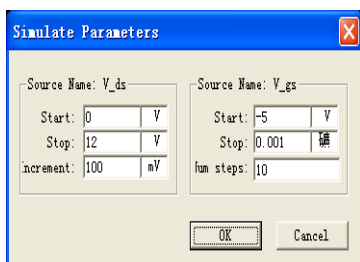 Simulate Parameters
Source Name: V_ds
Start: 0 V
Stop: 12 V
increment: 100 mV
Source Name: V_gs
Start: -5 V
Stop: 0.001
Num steps: 10
OK
Cancel